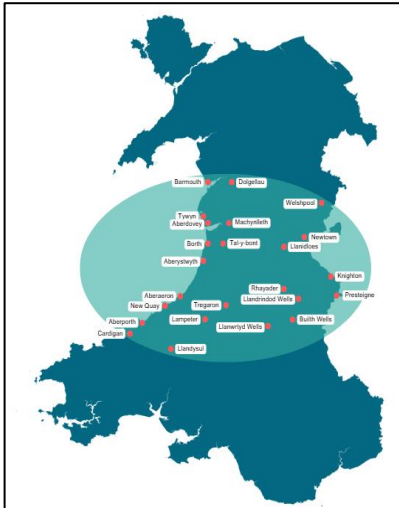 Barmouth
Dolgellau
Welshpool
Tywyn
Aberdovey
Machynlleth
Newtown
Borth
Tal-y-bont
Llanidloes
Aberystwyth
Knighton
Rhayader
Aberaeron
Presteigne
Llandrindod Wells
New Quay
Tregaron
Aberporth
Lampeter
Builth Wells
Llanwrtyd Wells
Cardigan
Llandysul